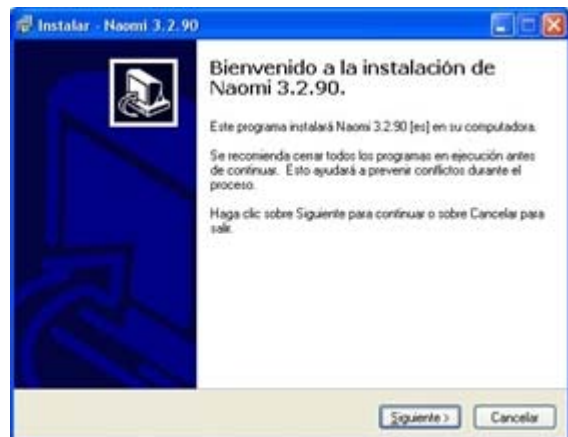 Instalar - Naomi 3.2.90
Bienvenido a la instalación de
Naomi 3.2.90.
Este programa instalará Naomi 3.2.90 [es] en su computadora.
Se recomienda cerrar todos los programas en ejecución antes
de continuar. Esto ayudará a prevenir conflictos durante el
proceso.
Haga clic sobre Siguiente para continuar o sobre Cancelar para
salir.
Siguiente >
Cancelar